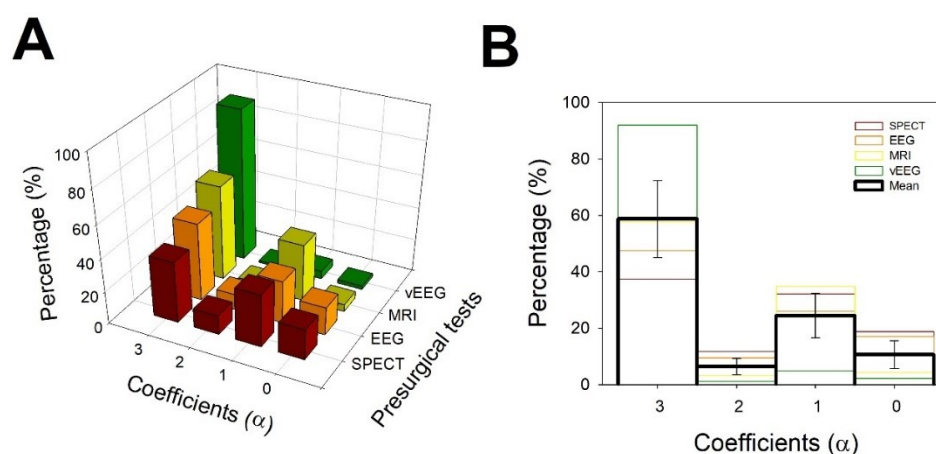 A
Percentage (%)
100
80
60
40
20
0
3
2
1
0
Coefficients (α)
vEEG
MRI
EEG
SPECT
Presurgical tests
B
Percentage (%)
100
80
60
40
20
0
SPECT
EEG
MRI
vEEG
Mean
3 2 1 0
Coefficients (α)